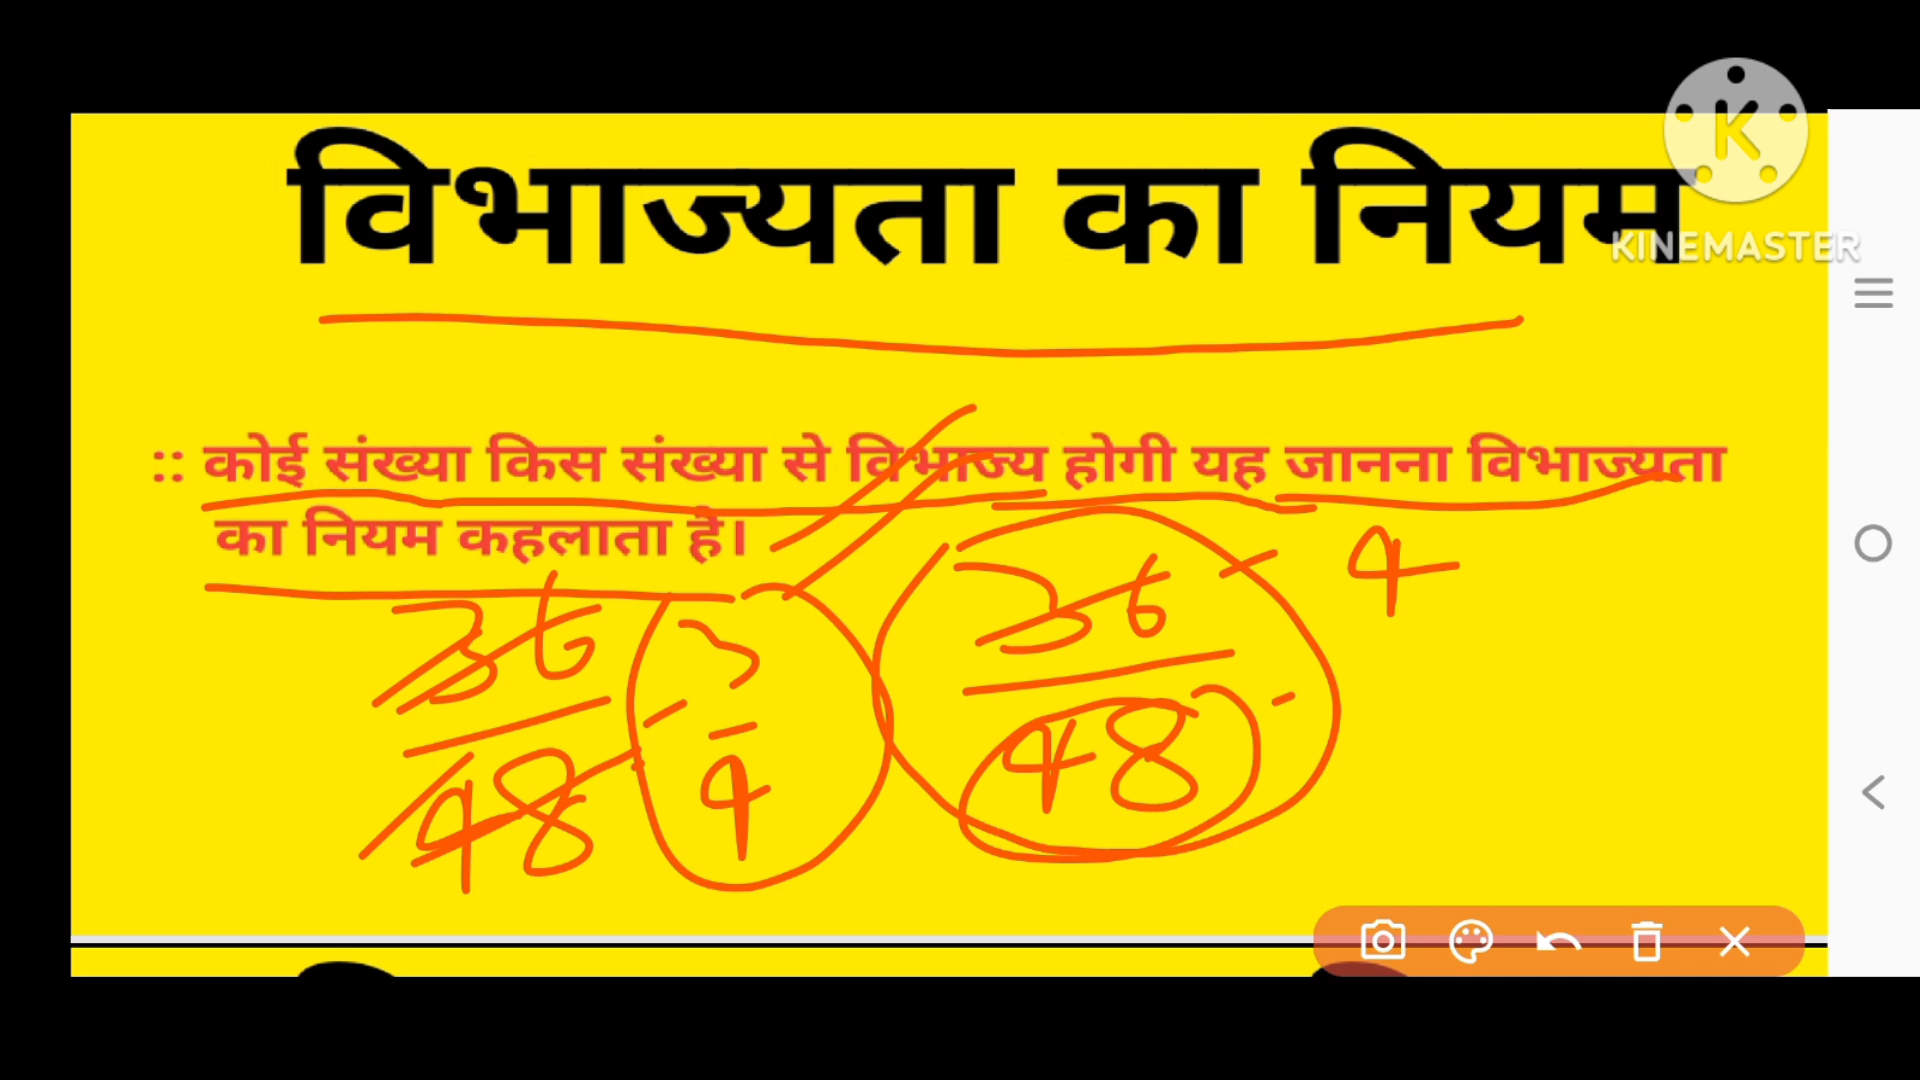 विभाज्यता का नियम
KINEMASTER
:: कोई संख्या किस संख्या से विभाज्य होगी यह जानना विभाज्यता
का नियम कहलाता है।
36
48
3
4
36
48
4